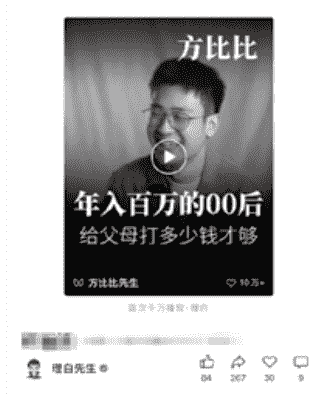 方比比
年入百万的00后
给父母打多少钱才够
方比比先生
10万+
理白先生
84
267
30
9